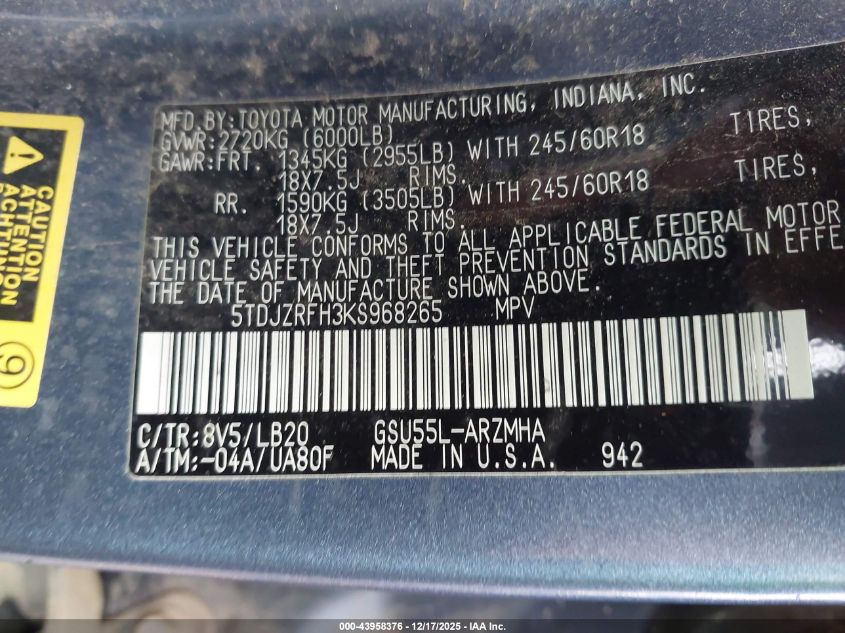 MFD.BY:TOYOTA MOTOR MANUFACTURING, INDIANA, INC.
GVWR:2720KG (6000LB)
GAWR:FRT. 1345KG (2955LB) WITH 245/60R18 TIRES,
18X7.5J RIMS.
RR. 1590KG (3505LB) WITH 245/60R18 TIRES,
18X7.5J RIMS.
THIS VEHICLE CONFORMS TO ALL APPLICABLE FEDERAL MOTOR
VEHICLE SAFETY AND THEFT PREVENTION STANDARDS IN EFFE
THE DATE OF MANUFACTURE SHOWN ABOVE.
5TDJZRFH3KS968265 MPV
C/TR:8V5/LB20 GSU55L-ARZMHA
A/TM:-04A/UA80F MADE IN U.S.A. 942
CAUTION
ATTENTION
ACHTUNG
9
000-43958376 - 12/17/2025 - IAA Inc.